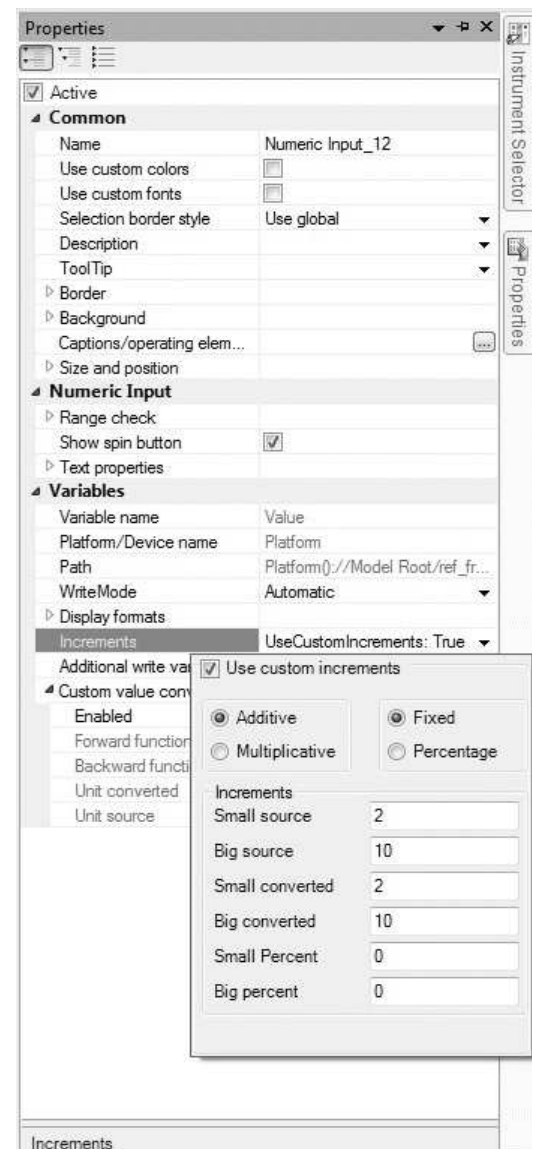 Properties
Active
Common
Name Numeric Input_12
Use custom colors
Use custom fonts
Selection border style Use global
Description
ToolTip
Border
Background
Captions/operating elem...
Size and position
Numeric Input
Range check
Show spin button
Text properties
Variables
Variable name Value
Platform/Device name Platform
Path Platform()://Model Root/ref_fr...
WriteMode Automatic
Display formats
Increments UseCustomIncrements: True
Additional write va
Custom value conv
Enabled
Forward function
Backward functi
Unit converted
Unit source
Use custom increments
Additive Fixed
Multiplicative Percentage
Increments
Small source 2
Big source 10
Small converted 2
Big converted 10
Small Percent 0
Big percent 0
Increments
Instrument Selector
Properties